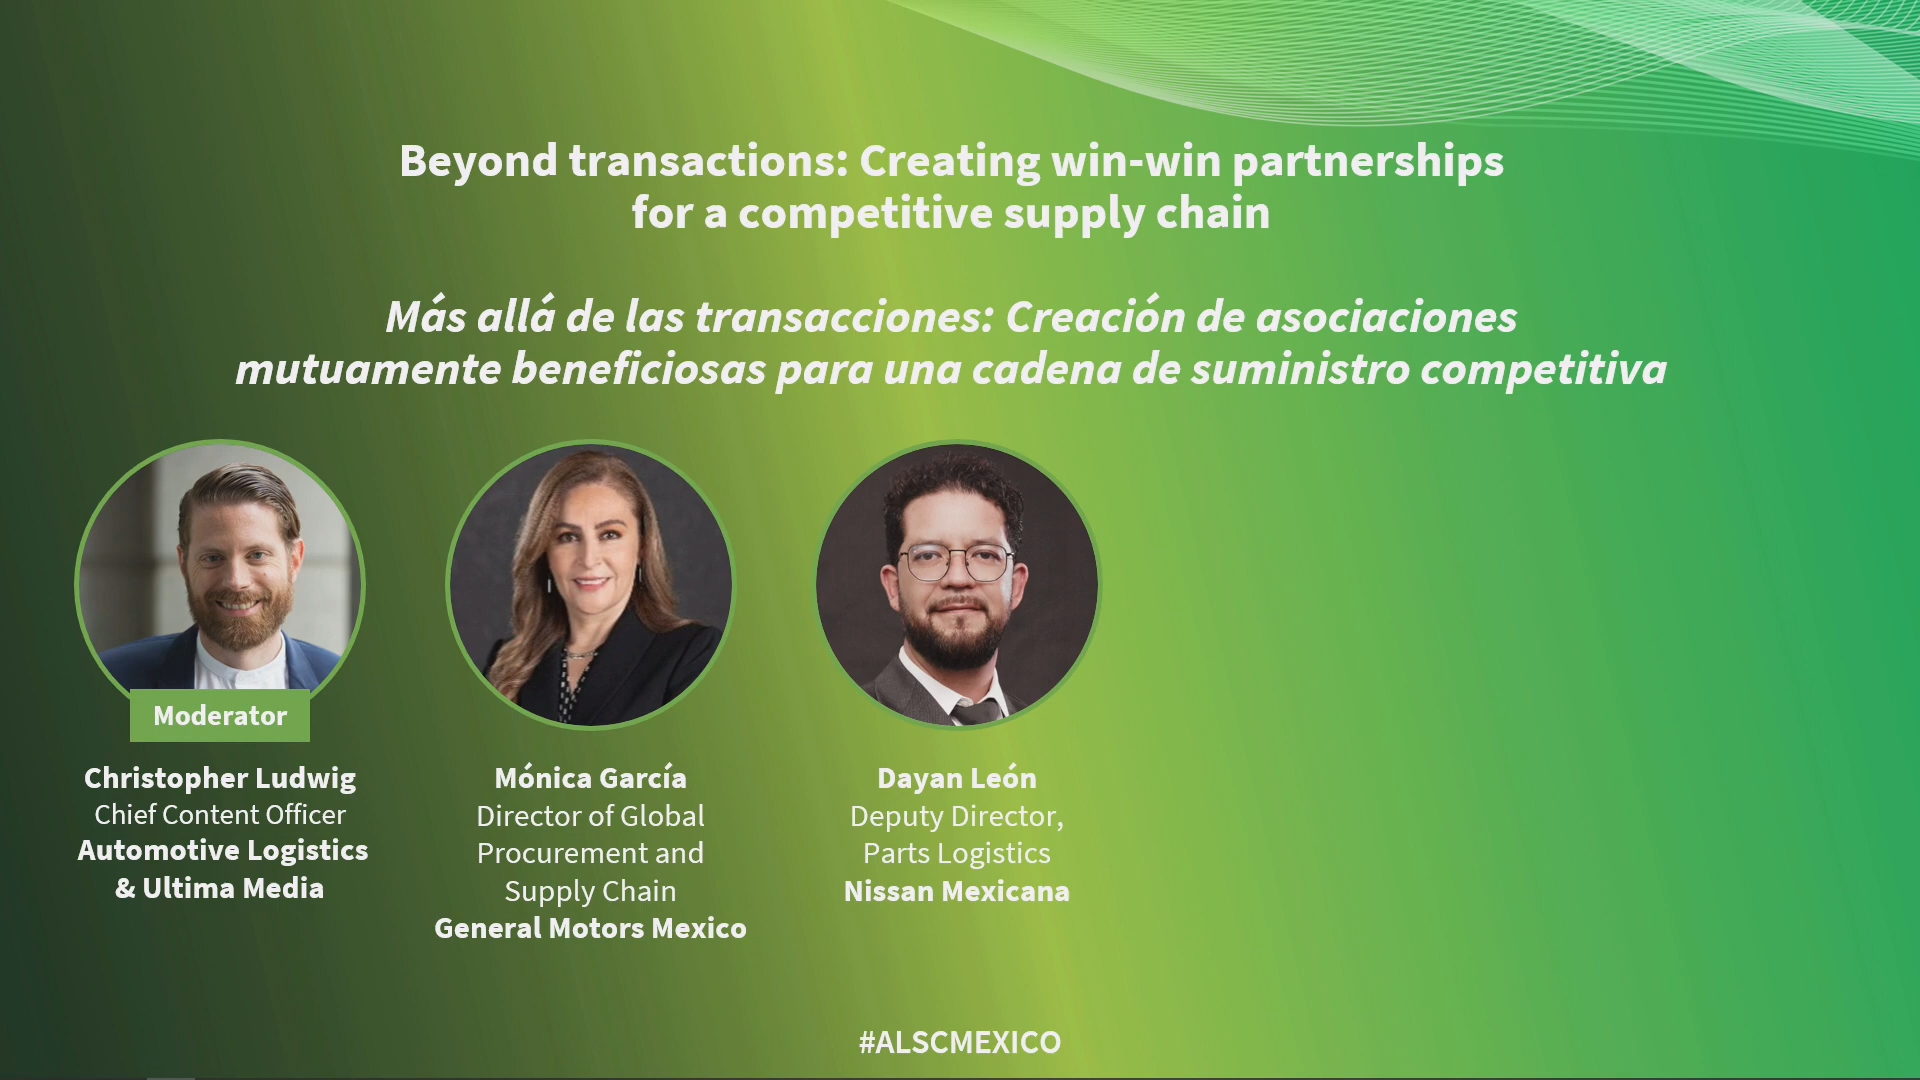 Beyond transactions: Creating win-win partnerships
for a competitive supply chain
Más allá de las transacciones: Creación de asociaciones
mutuamente beneficiosas para una cadena de suministro competitiva
Moderator
Christopher Ludwig
Chief Content Officer
Automotive Logistics
& Ultima Media
Mónica García
Director of Global
Procurement and
Supply Chain
General Motors Mexico
Dayan León
Deputy Director,
Parts Logistics
Nissan Mexicana
#ALSCMEXICO